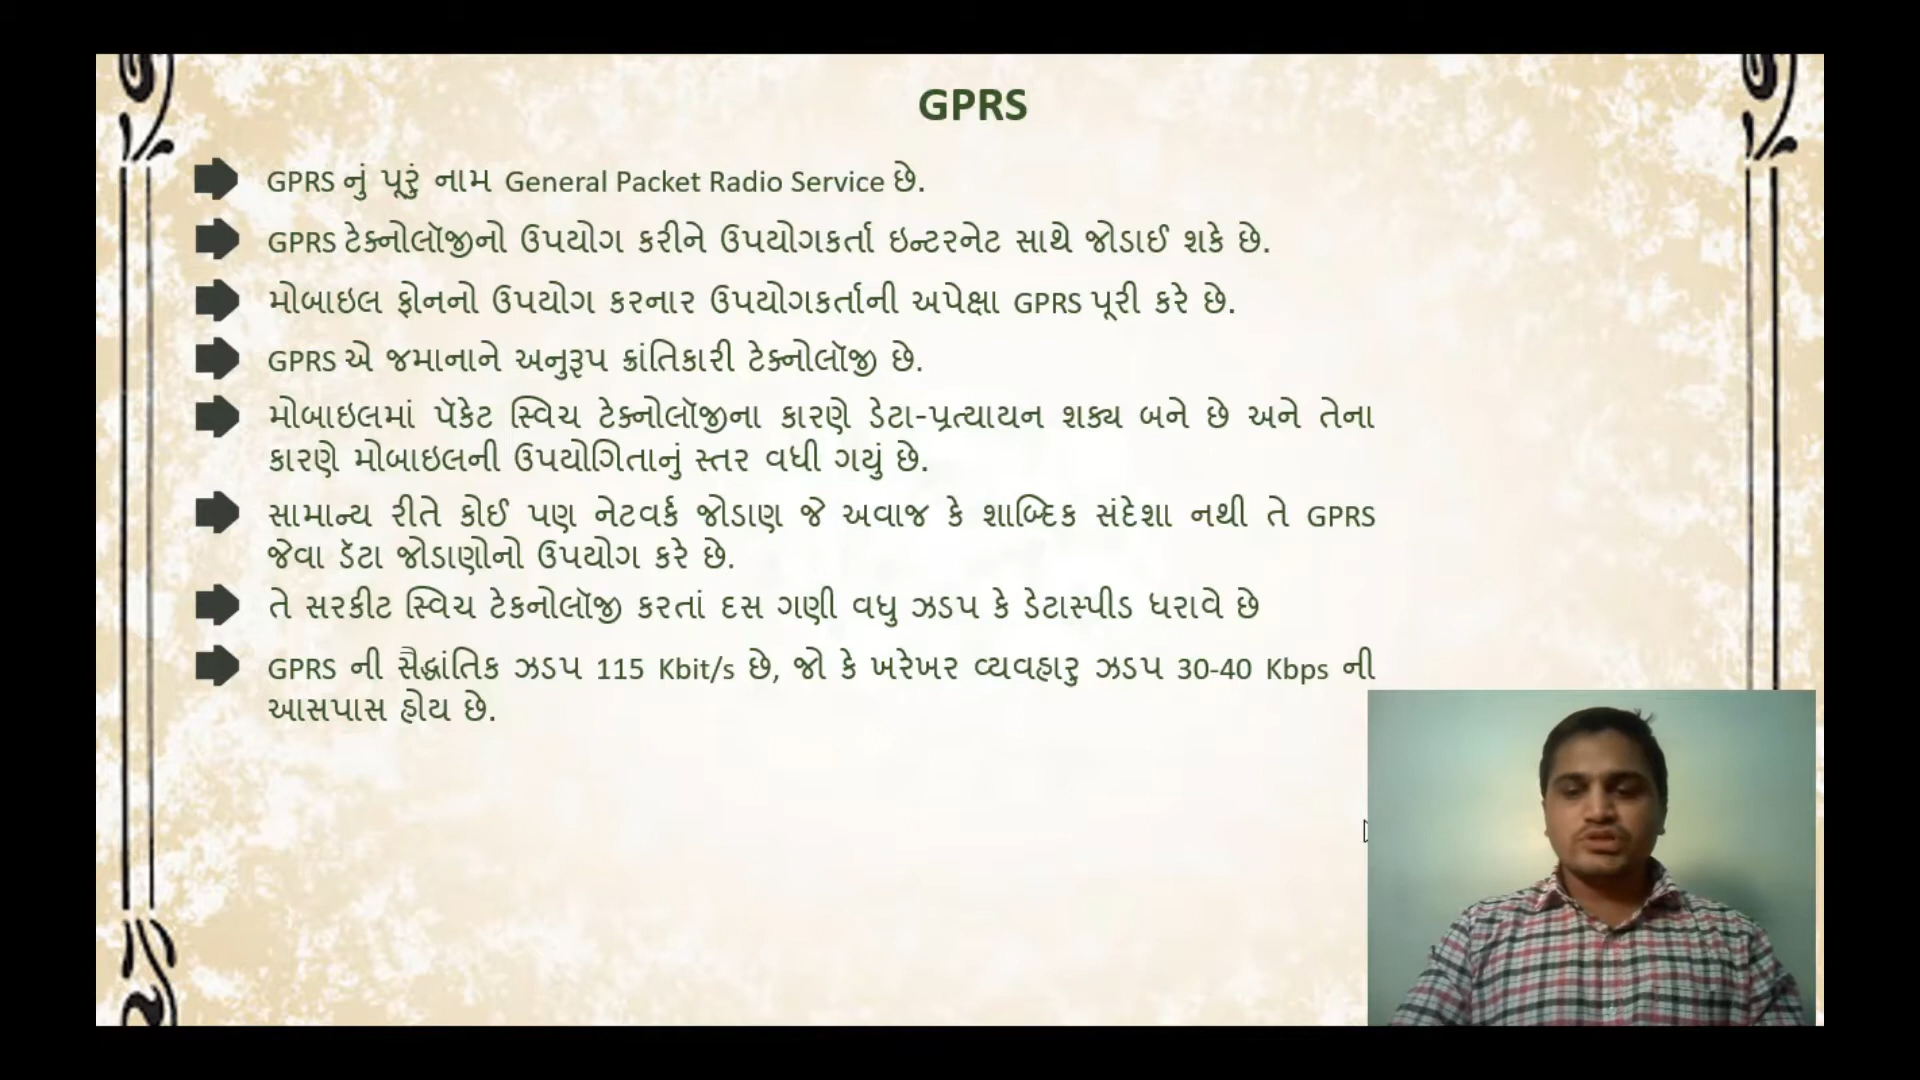 GPRS
GPRS નું પૂરું નામ General Packet Radio Service છે.
GPRS ટેક્નોલૉજીનો ઉપયોગ કરીને ઉપયોગકર્તા ઇન્ટરનેટ સાથે જોડાઈ શકે છે.
મોબાઇલ ફોનનો ઉપયોગ કરનાર ઉપયોગકર્તાની અપેક્ષા GPRS પૂરી કરે છે.
GPRS એ જમાનાને અનુરૂપ ક્રાંતિકારી ટેક્નોલૉજી છે.
મોબાઇલમાં પૅકેટ સ્વિચ ટેક્નોલૉજીના કારણે ડેટા-પ્રત્યાયન શક્ય બને છે અને તેના
કારણે મોબાઇલની ઉપયોગિતાનું સ્તર વધી ગયું છે.
સામાન્ય રીતે કોઈ પણ નેટવર્ક જોડાણ જે અવાજ કે શાબ્દિક સંદેશા નથી તે GPRS
જેવા ડૅટા જોડાણોનો ઉપયોગ કરે છે.
તે સરકીટ સ્વિચ ટેકનોલૉજી કરતાં દસ ગણી વધુ ઝડપ કે ડેટાસ્પીડ ધરાવે છે
GPRS ની સૈદ્ધાંતિક ઝડપ 115 Kbit/s છે, જો કે ખરેખર વ્યવહારુ ઝડપ 30-40 Kbps ની
આસપાસ હોય છે.